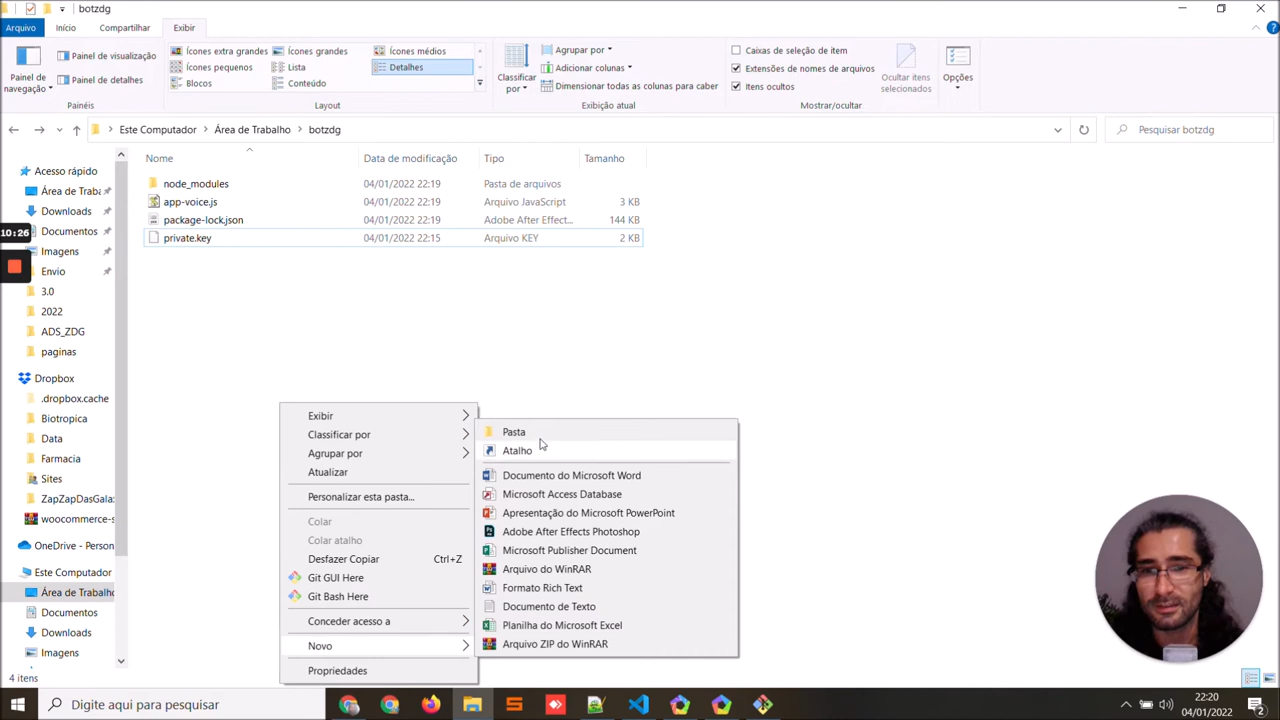 botzdg
Arquivo Início Compartilhar Exibir
Painel de navegação
Painel de visualização
Painel de detalhes
Painéis
Ícones extra grandes Ícones grandes Ícones médios
Ícones pequenos Lista Detalhes
Blocos Conteúdo
Layout
Classificar por
Agrupar por
Adicionar colunas
Dimensionar todas as colunas para caber
Exibição atual
Caixas de seleção de item
Extensões de nomes de arquivos
Itens ocultos
Ocultar itens selecionados
Mostrar/ocultar
Opções
Este Computador Área de Trabalho botzdg
Pesquisar botzdg
Nome Data de modificação Tipo Tamanho
node_modules 04/01/2022 22:19 Pasta de arquivos
app-voice.js 04/01/2022 22:19 Arquivo JavaScript 3 KB
package-lock.json 04/01/2022 22:19 Adobe After Effect... 144 KB
private.key 04/01/2022 22:15 Arquivo KEY 2 KB
Acesso rápido
Área de Traba
Downloads
Documentos
10:26
Imagens
Envio
3.0
2022
ADS_ZDG
paginas
Dropbox
.dropbox.cache
Biotropica
Data
Farmacia
Sites
ZapZapDasGala
woocommerce-s
OneDrive - Person
Este Computador
Área de Trabalho
Documentos
Downloads
Imagens
Exibir
Classificar por
Agrupar por
Atualizar
Personalizar esta pasta...
Colar
Colar atalho
Desfazer Copiar Ctrl+Z
Git GUI Here
Git Bash Here
Conceder acesso a
Novo
Propriedades
Pasta
Atalho
Documento do Microsoft Word
Microsoft Access Database
Apresentação do Microsoft PowerPoint
Adobe After Effects Photoshop
Microsoft Publisher Document
Arquivo do WinRAR
Formato Rich Text
Documento de Texto
Planilha do Microsoft Excel
Arquivo ZIP do WinRAR
4 itens
Digite aqui para pesquisar
22:20
04/01/2022
2